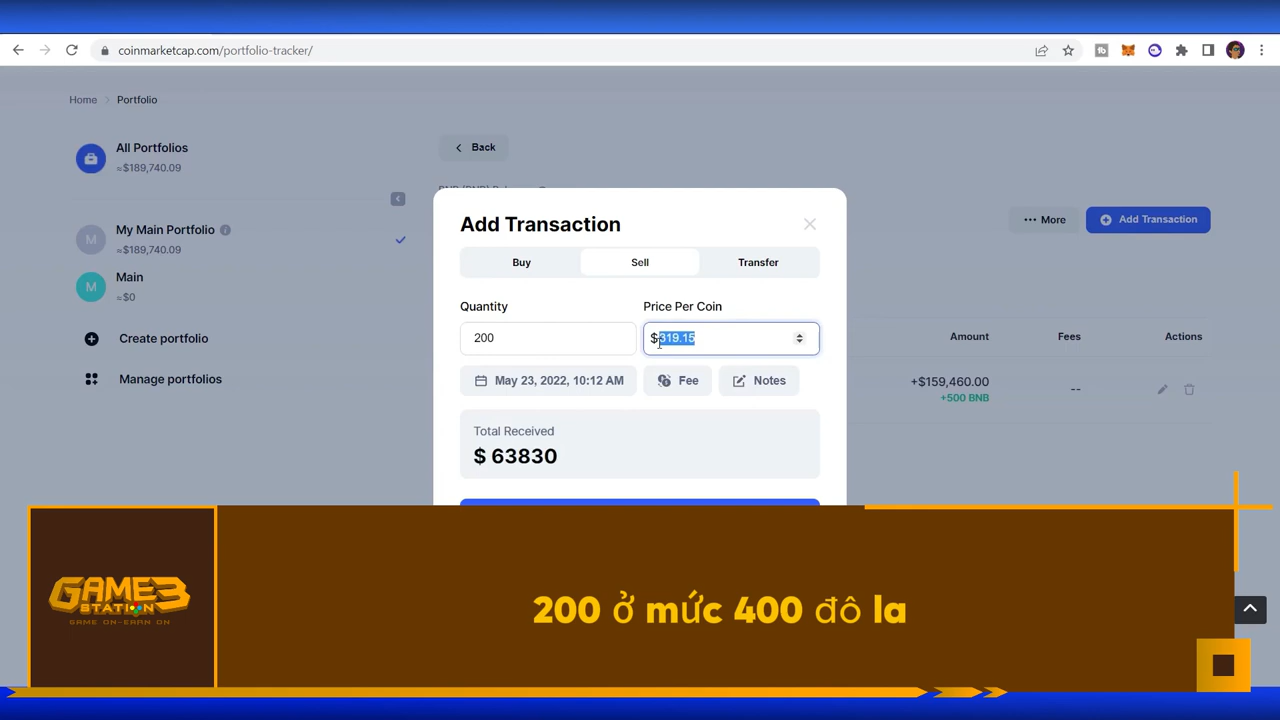 coinmarketcap.com/portfolio-tracker/
Home
Portfolio
All Portfolios
≈$189,740.09
Back
My Main Portfolio
≈$189,740.09
More
Add Transaction
Main
≈$0
Create portfolio
Manage portfolios
Add Transaction
Buy
Sell
Transfer
Quantity
Price Per Coin
200
$319.15
May 23, 2022, 10:12 AM
Fee
Notes
Total Received
$ 63830
Amount
Fees
Actions
+$159,460.00
--
+500 BNB
M
M
GAME3
STATION
GAME ON-EARN ON
200 ở mức 400 đô la